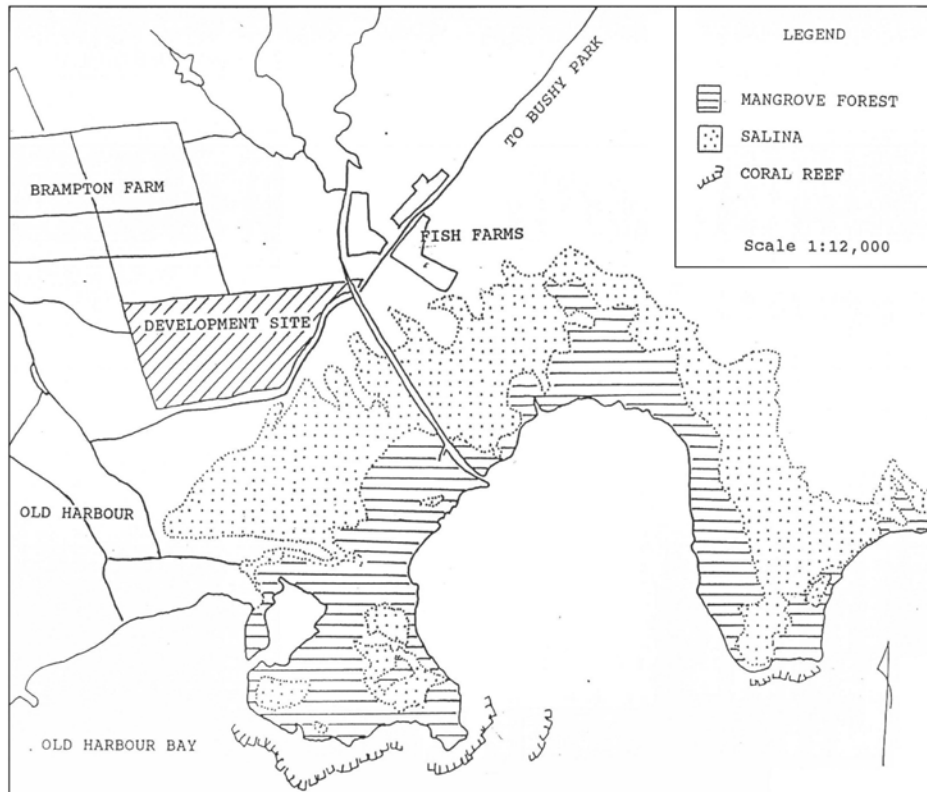 LEGEND
MANGROVE FOREST
SALINA
CORAL REEF
Scale 1:12,000
TO BUSHY PARK
BRAMPTON FARM
FISH FARMS
DEVELOPMENT SITE
OLD HARBOUR
OLD HARBOUR BAY